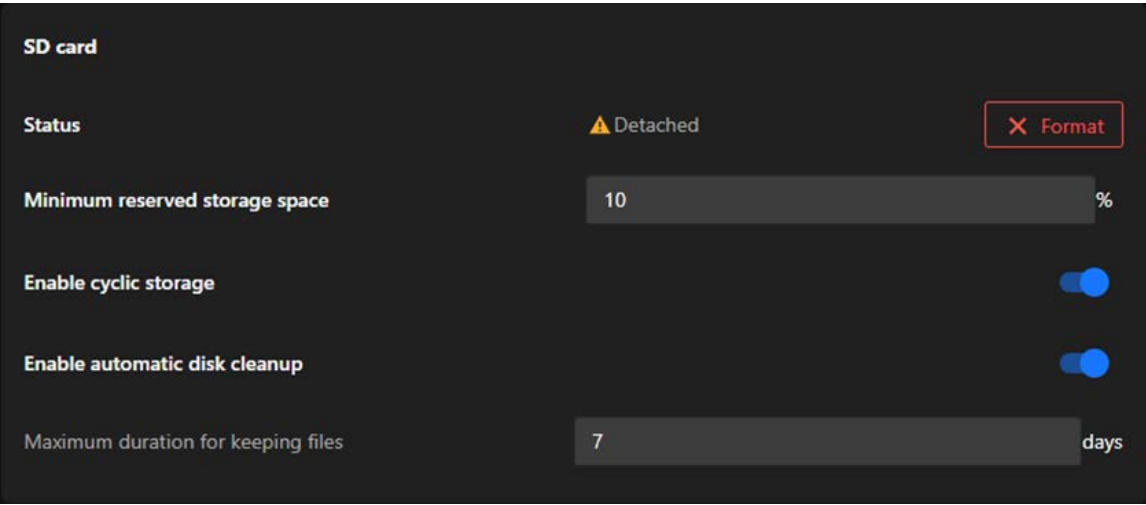 SD card
Status Detached Format
Minimum reserved storage space 10 %
Enable cyclic storage
Enable automatic disk cleanup
Maximum duration for keeping files 7 days